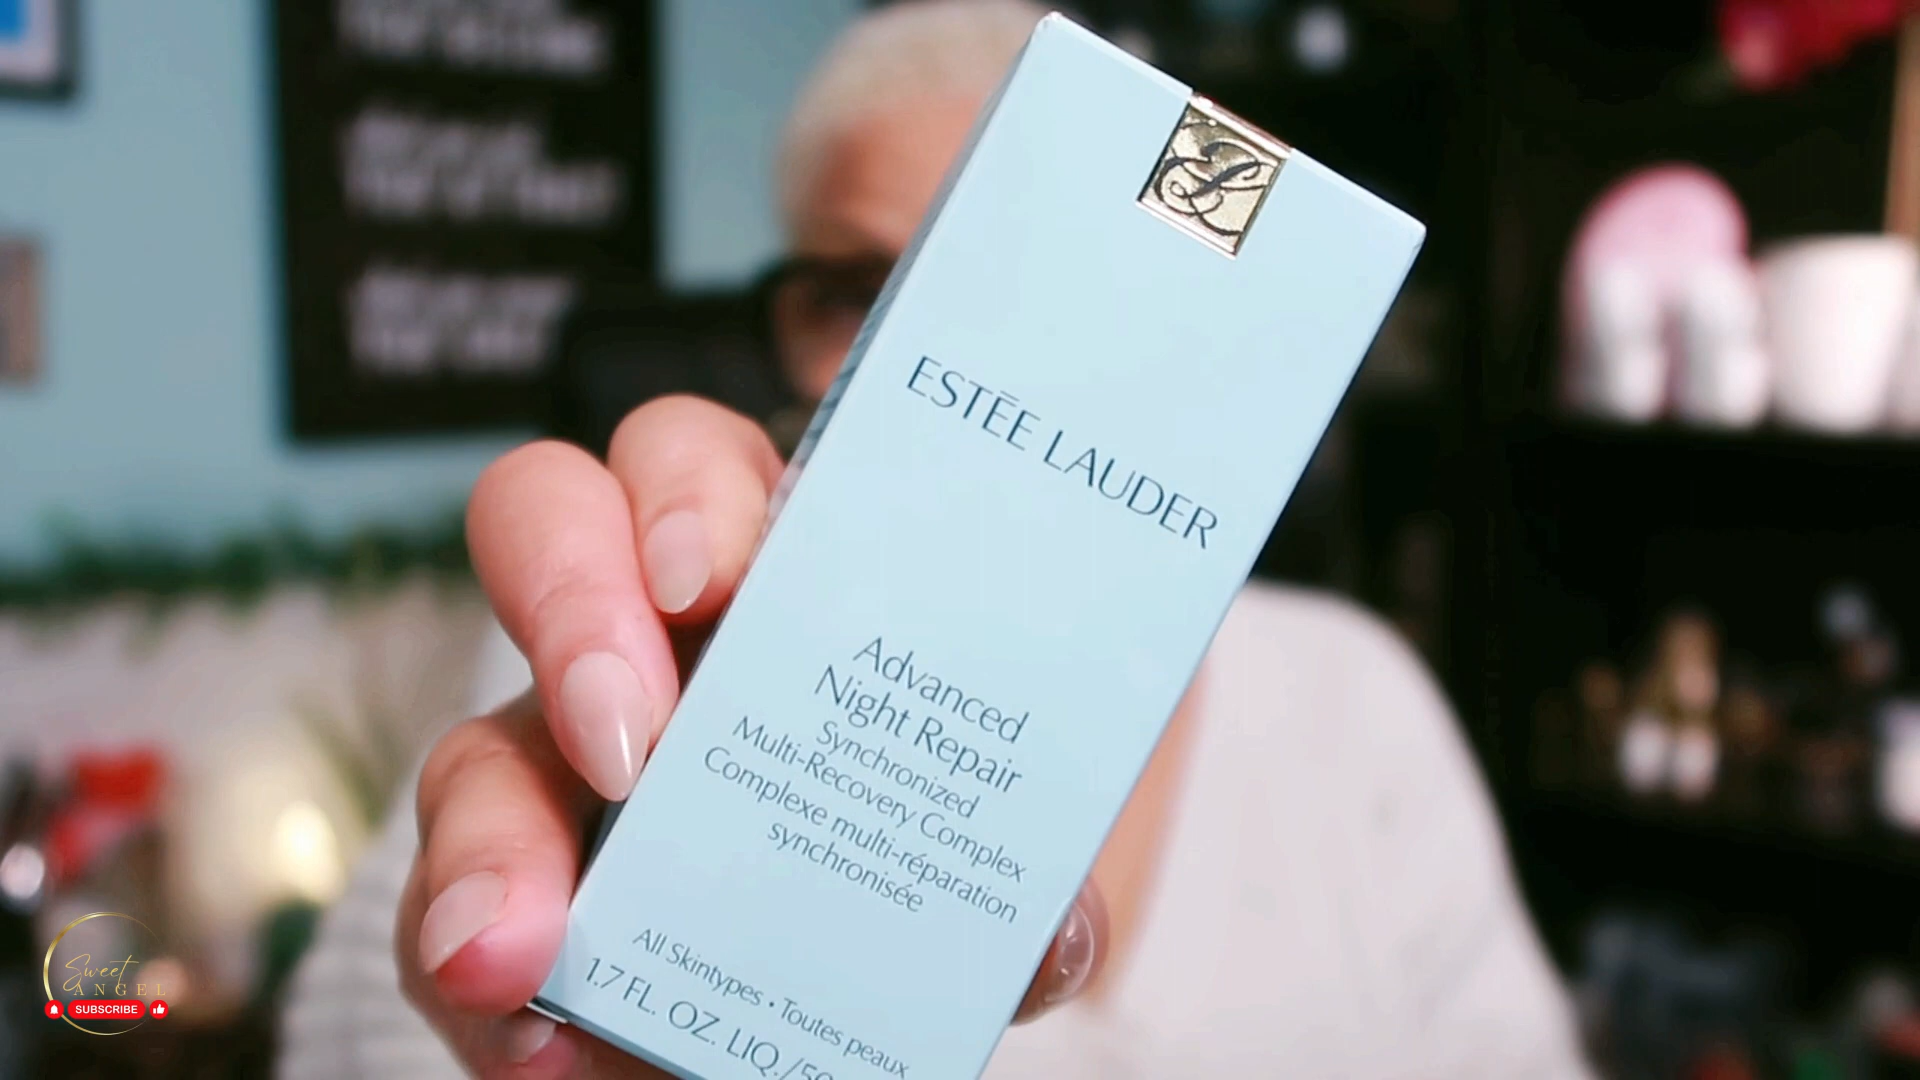 ESTĒE LAUDER
Advanced
Night Repair
Synchronized
Multi-Recovery Complex
Complexe multi-réparation
synchronisée
All Skintypes • Toutes peaux
1.7 FL. OZ. LIQ./50
Sweet
ANGEL
SUBSCRIBE